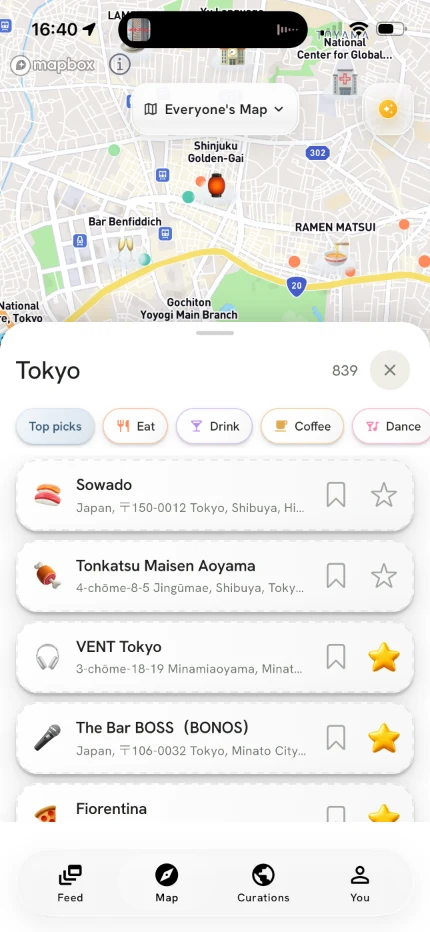 16:40
TOYAMA
National
Center for Global...
mapbox
Everyone's Map
Shinjuku
Golden-Gai
302
Bar Benfiddich
RAMEN MATSUI
20
National
re, Tokyo
Gochiton
Yoyogi Main Branch
Tokyo
839
Top picks
Eat
Drink
Coffee
Dance
Sowado
Japan, 〒150-0012 Tokyo, Shibuya, Hi...
Tonkatsu Maisen Aoyama
4-chōme-8-5 Jingūmae, Shibuya, Toky...
VENT Tokyo
3-chōme-18-19 Minamiaoyama, Minat...
The Bar BOSS（BONOS）
Japan, 〒106-0032 Tokyo, Minato City...
Fiorentina
Feed
Map
Curations
You